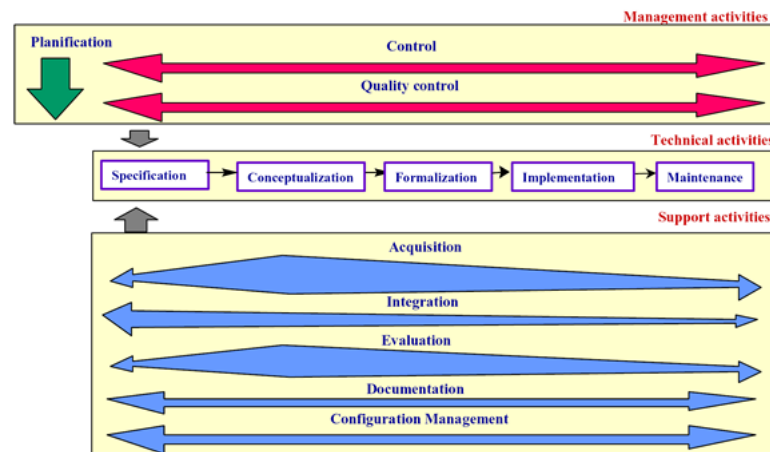 Management activities
Planification
Control
Quality control
Technical activities
Specification
Conceptualization
Formalization
Implementation
Maintenance
Support activities
Acquisition
Integration
Evaluation
Documentation
Configuration Management